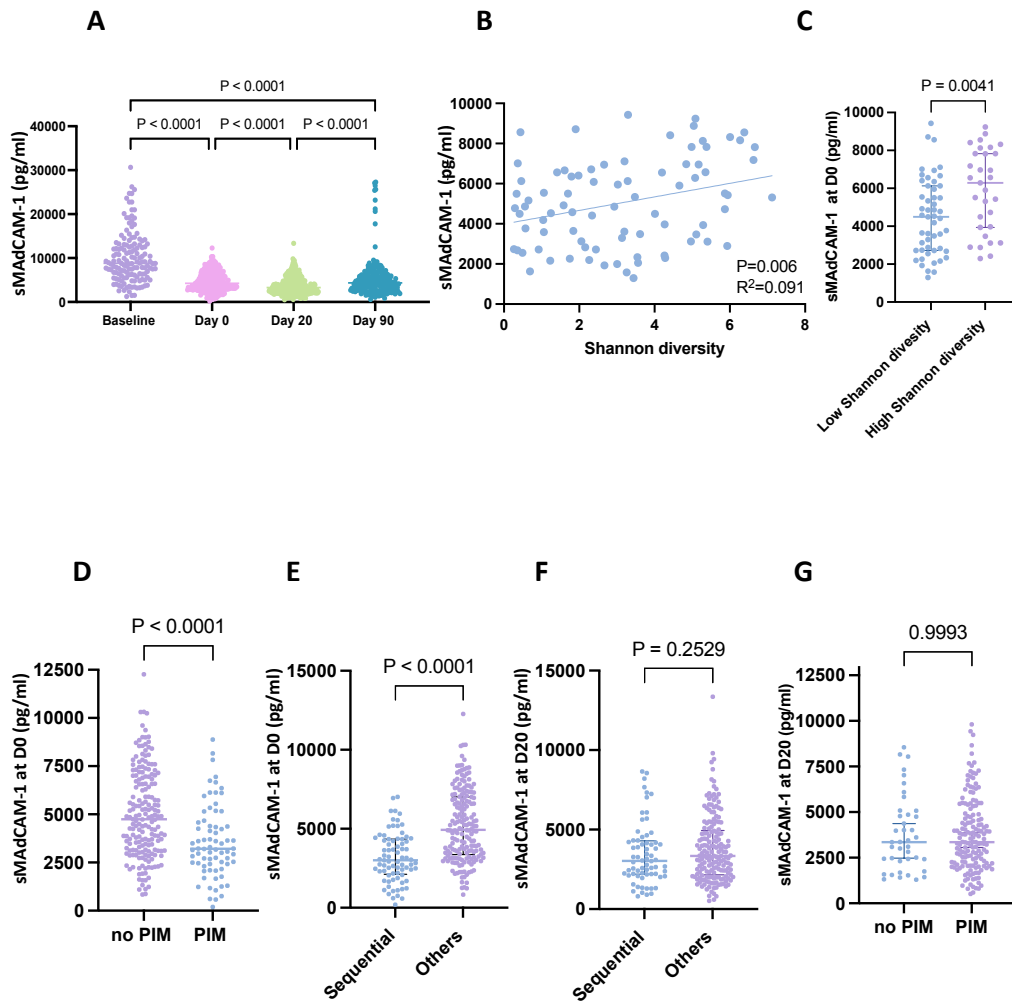 A
P < 0.0001
P < 0.0001
P < 0.0001
P < 0.0001
sMAdCAM-1 (pg/ml)
40000
30000
20000
10000
0
Baseline
Day 0
Day 20
Day 90
B
sMAdCAM-1 (pg/ml)
10000
8000
6000
4000
2000
0
P=0.006
R²=0.091
0
2
4
6
8
Shannon diversity
C
P = 0.0041
sMAdCAM-1 at D0 (pg/ml)
10000
8000
6000
4000
2000
0
Low Shannon divesity
High Shannon diversity
D
P < 0.0001
sMAdCAM-1 at D0 (pg/ml)
12500
10000
7500
5000
2500
0
no PIM
PIM
E
P < 0.0001
sMAdCAM-1 at D0 (pg/ml)
15000
10000
5000
0
Sequential
Others
F
P = 0.2529
sMAdCAM-1 at D20 (pg/ml)
15000
10000
5000
0
Sequential
Others
G
0.9993
sMAdCAM-1 at D20 (pg/ml)
12500
10000
7500
5000
2500
0
no PIM
PIM